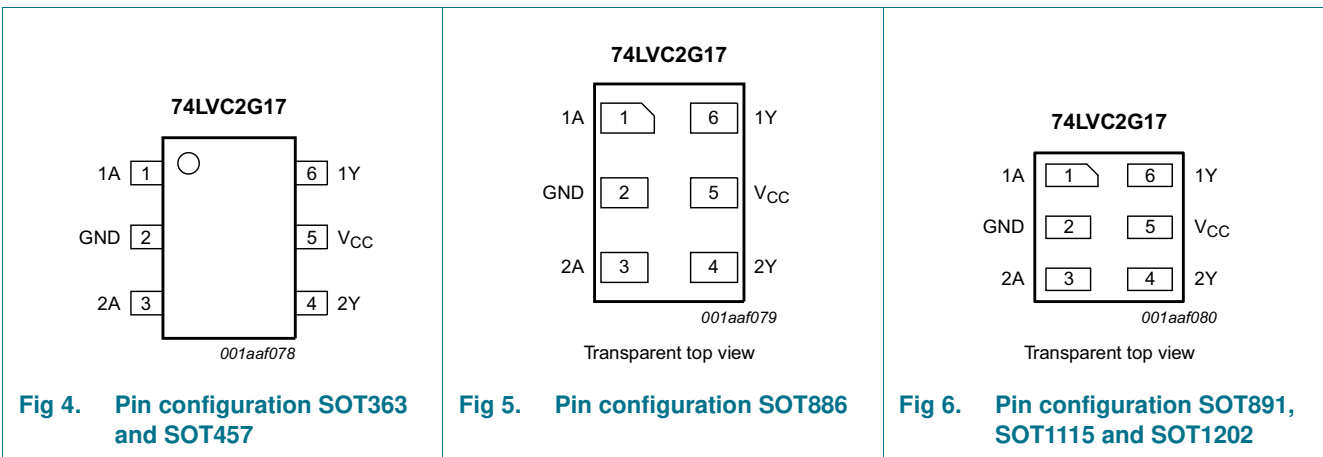 74LVC2G17
1A 1 6 1Y
GND 2 5 VCC
2A 3 4 2Y
001aaf078
Fig 4. Pin configuration SOT363
and SOT457
74LVC2G17
1A 1 6 1Y
GND 2 5 VCC
2A 3 4 2Y
001aaf079
Transparent top view
Fig 5. Pin configuration SOT886
74LVC2G17
1A 1 6 1Y
GND 2 5 VCC
2A 3 4 2Y
001aaf080
Transparent top view
Fig 6. Pin configuration SOT891,
SOT1115 and SOT1202